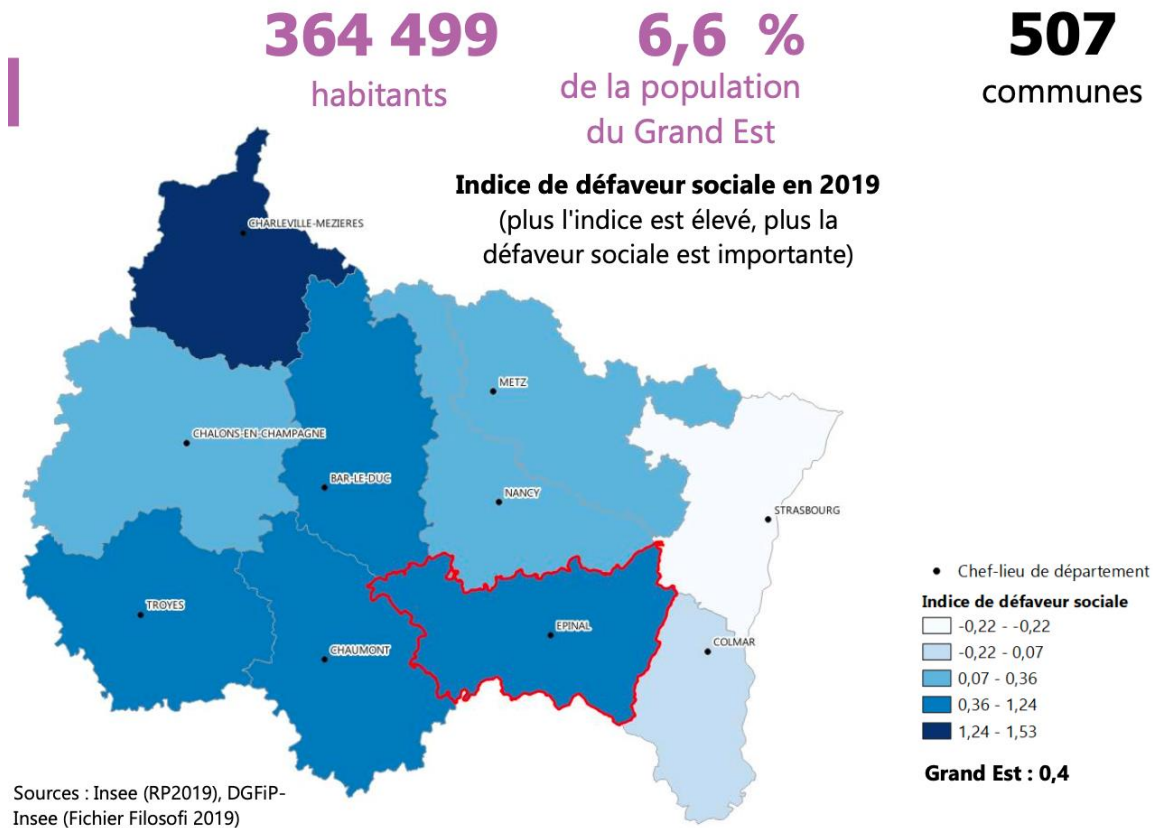 364 499
habitants
6,6 %
de la population
du Grand Est
507
communes
Indice de défaveur sociale en 2019
(plus l'indice est élevé, plus la
défaveur sociale est importante)
CHARLEVILLE-MEZIERES
METZ
CHALONS-EN-CHAMPAGNE
BAR-LE-DUC
NANCY
STRASBOURG
TROYES
EPINAL
CHAUMONT
COLMAR
Chef-lieu de département
Indice de défaveur sociale
-0,22 - -0,22
-0,22 - 0,07
0,07 - 0,36
0,36 - 1,24
1,24 - 1,53
Grand Est : 0,4
Sources : Insee (RP2019), DGFiP-
Insee (Fichier Filosofi 2019)